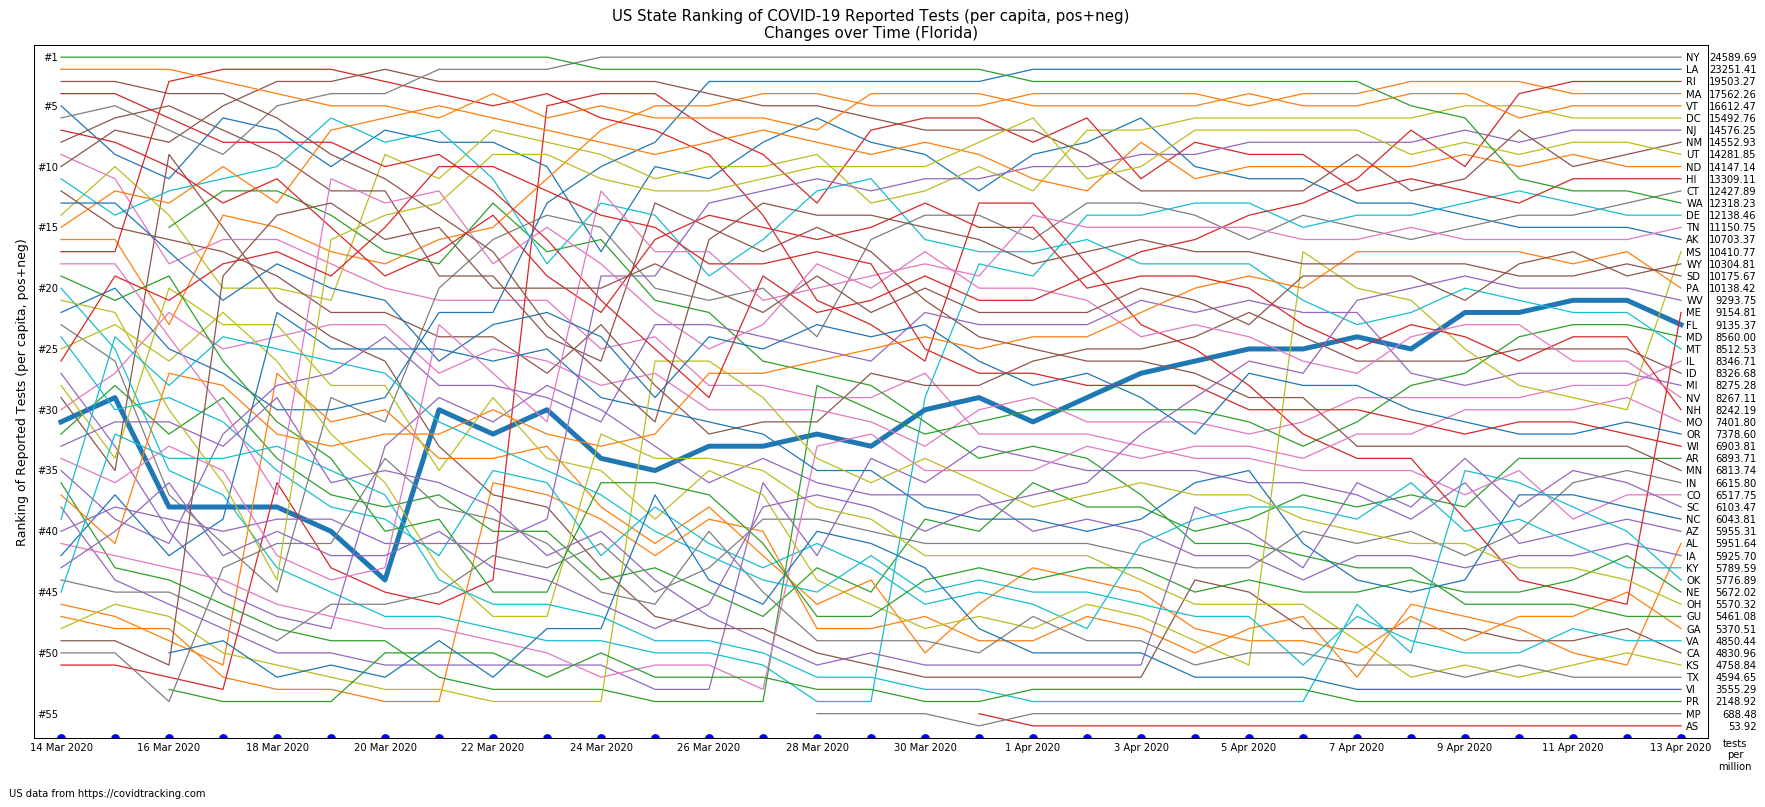 US State Ranking of COVID-19 Reported Tests (per capita, pos+neg)
Changes over Time (Florida)
Ranking of Reported Tests (per capita, pos+neg)
#1
#5
#10
#15
#20
#25
#30
#35
#40
#45
#50
#55
NY 24589.69
LA 23251.41
RI 19503.27
MA 17562.26
VT 16612.47
DC 15492.76
NJ 14576.25
NM 14552.93
UT 14281.85
ND 14147.14
HI 13309.11
CT 12427.89
WA 12318.23
DE 12138.46
TN 11150.75
AK 10703.37
MS 10410.77
WY 10304.81
SD 10175.67
PA 10138.42
WV 9293.75
ME 9154.81
FL 9135.37
MD 8560.00
MT 8512.53
IL 8346.71
ID 8326.68
MI 8275.28
NV 8267.11
NH 8242.19
MO 7401.80
OR 7378.60
WI 6903.81
AR 6893.71
MN 6813.74
IN 6615.80
CO 6517.75
SC 6103.47
NC 6043.81
AZ 5955.31
AL 5951.64
IA 5925.70
KY 5789.59
OK 5776.89
NE 5672.02
OH 5570.32
GU 5461.08
GA 5370.51
VA 4850.44
CA 4830.96
KS 4758.84
TX 4594.65
VI 3555.29
PR 2148.92
MP 688.48
AS 53.92
14 Mar 2020
16 Mar 2020
18 Mar 2020
20 Mar 2020
22 Mar 2020
24 Mar 2020
26 Mar 2020
28 Mar 2020
30 Mar 2020
1 Apr 2020
3 Apr 2020
5 Apr 2020
7 Apr 2020
9 Apr 2020
11 Apr 2020
13 Apr 2020
tests
per
million
US data from https://covidtracking.com